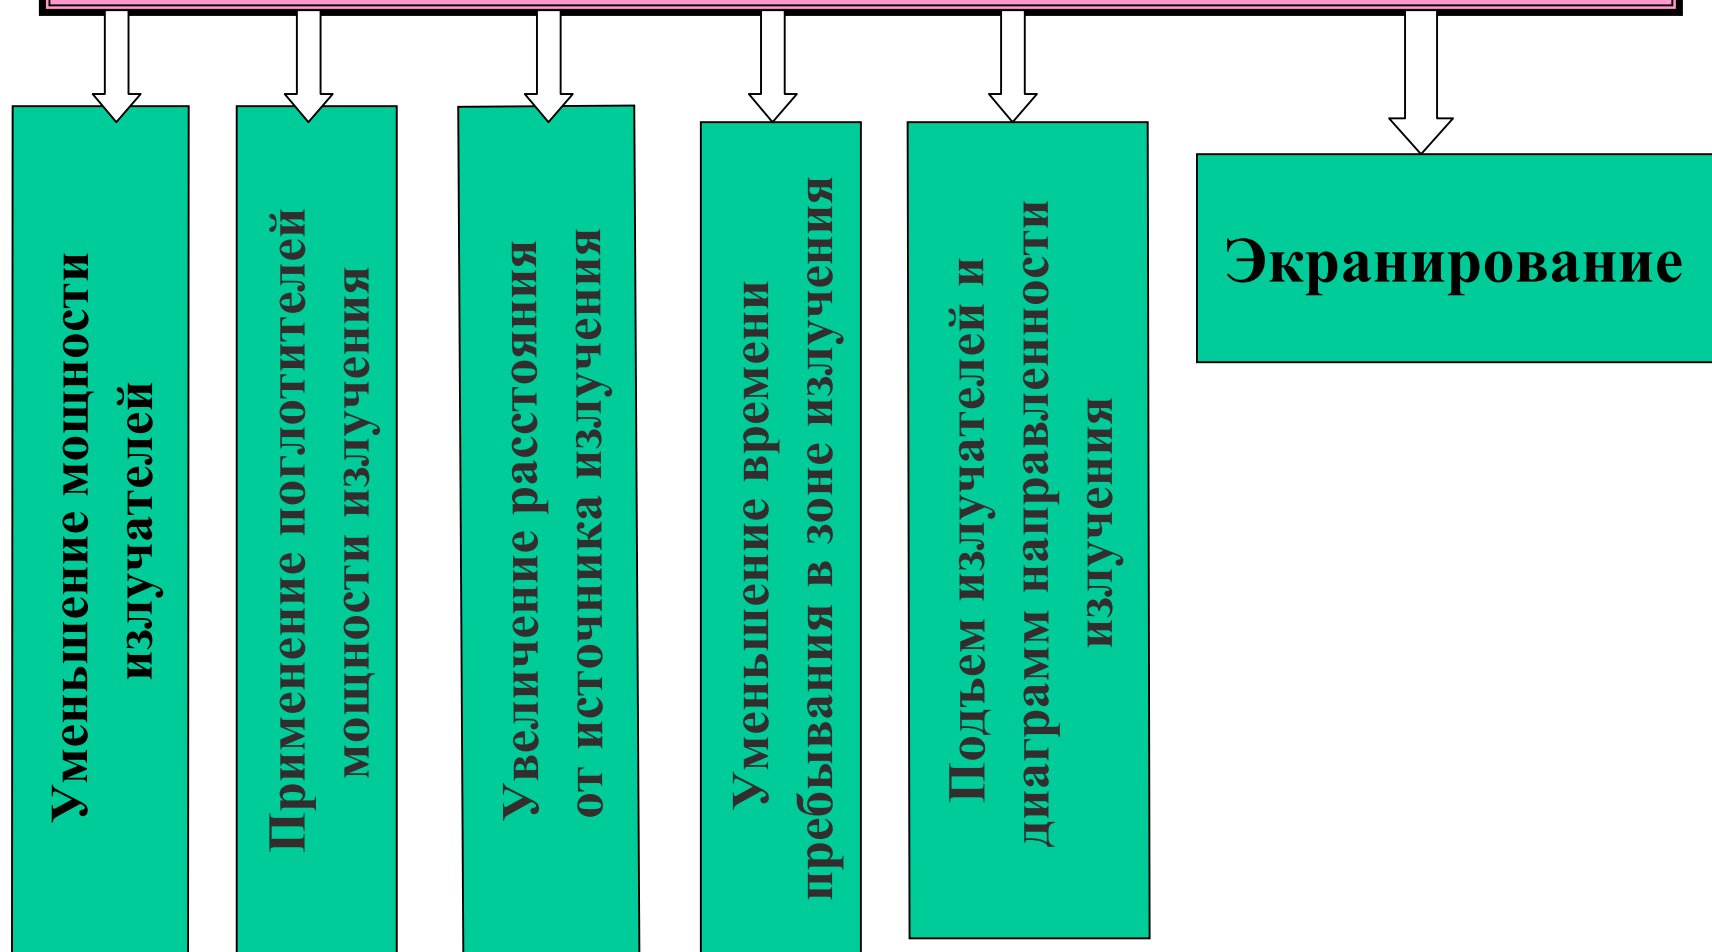 Уменьшение мощности
излучателей
Применение поглотителей
мощности излучения
Увеличение расстояния
от источника излучения
Уменьшение времени
пребывания в зоне излучения
Подъем излучателей и
диаграмм направленности
излучения
Экранирование